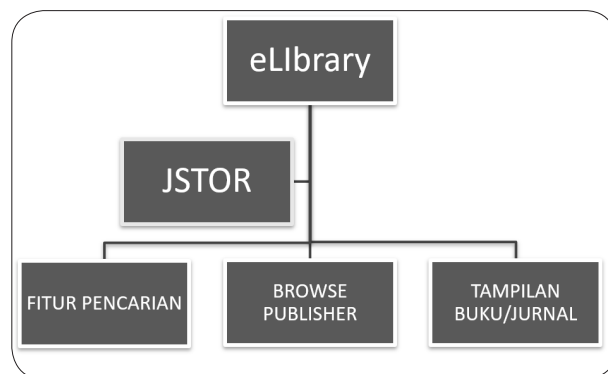 eLIbrary
JSTOR
FITUR PENCARIAN
BROWSE
PUBLISHER
TAMPILAN
BUKU/JURNAL